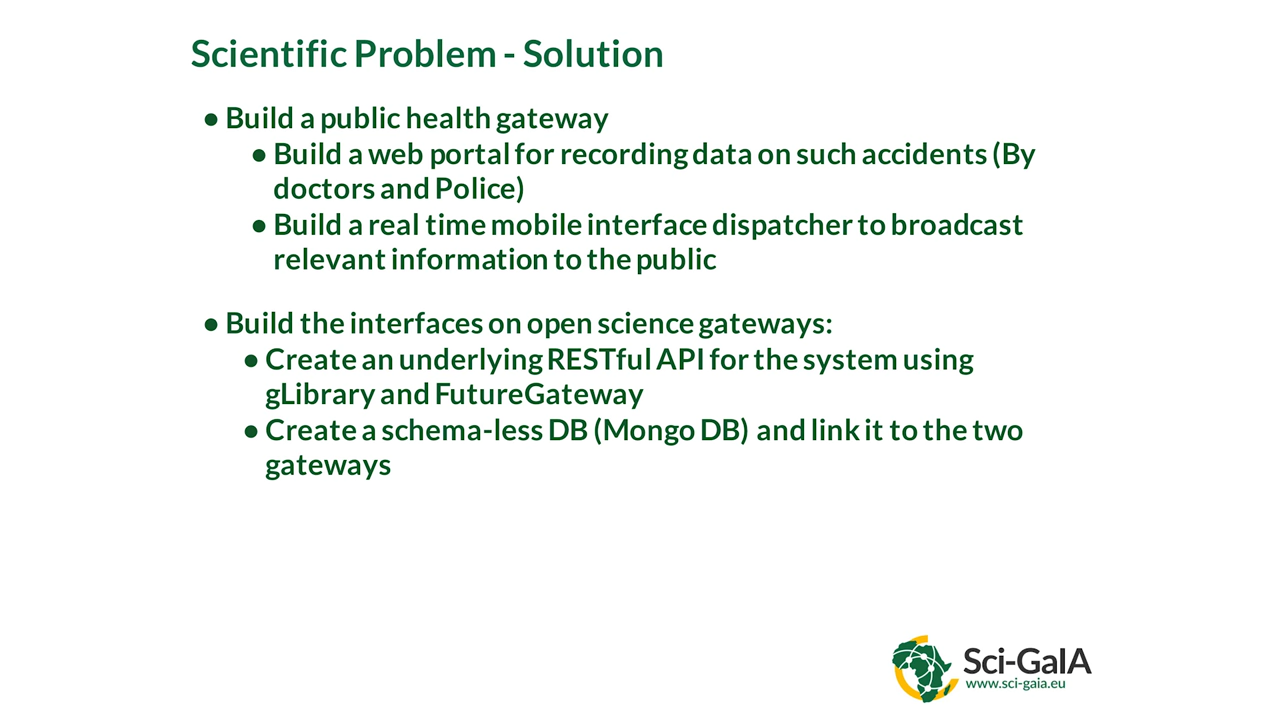 Scientific Problem - Solution
● Build a public health gateway
● Build a web portal for recording data on such accidents (By
doctors and Police)
● Build a real time mobile interface dispatcher to broadcast
relevant information to the public
● Build the interfaces on open science gateways:
● Create an underlying RESTful API for the system using
gLibrary and FutureGateway
● Create a schema-less DB (Mongo DB) and link it to the two
gateways
Sci-GaIA
www.sci-gaia.eu